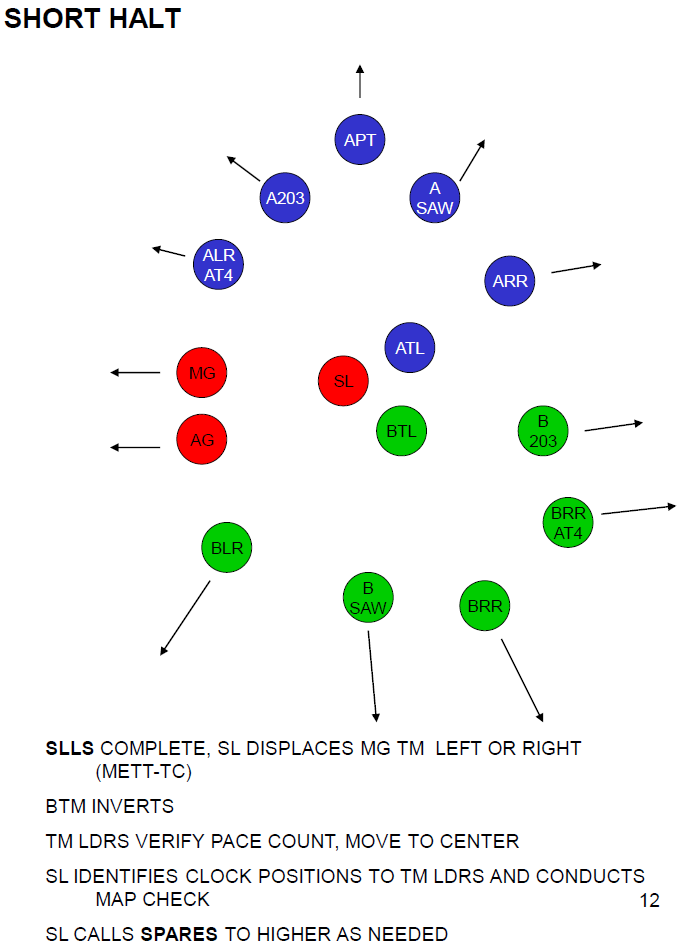 SHORT HALT
APT
A203
A
SAW
ALR
AT4
ARR
ATL
MG
SL
BTL
B
203
AG
BRR
AT4
BLR
B
SAW
BRR
SLLS COMPLETE, SL DISPLACES MG TM LEFT OR RIGHT
(METT-TC)
BTM INVERTS
TM LDRS VERIFY PACE COUNT, MOVE TO CENTER
SL IDENTIFIES CLOCK POSITIONS TO TM LDRS AND CONDUCTS
MAP CHECK
12
SL CALLS SPARES TO HIGHER AS NEEDED